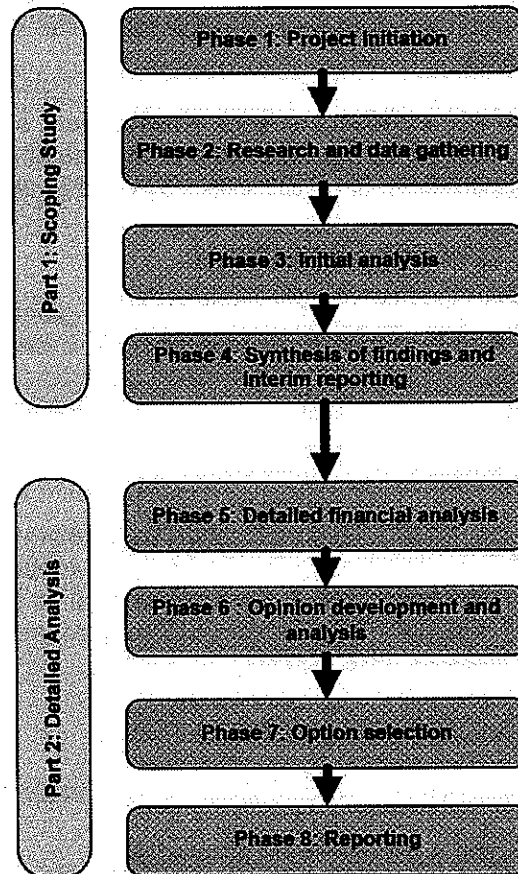 Part 1: Scoping Study
Phase 1: Project initiation
Phase 2: Research and data gathering
Phase 3: Initial analysis
Phase 4: Synthesis of findings and
interim reporting
Part 2: Detailed Analysis
Phase 5: Detailed financial analysis
Phase 6 : Opinion development and
analysis
Phase 7: Option selection
Phase 8: Reporting